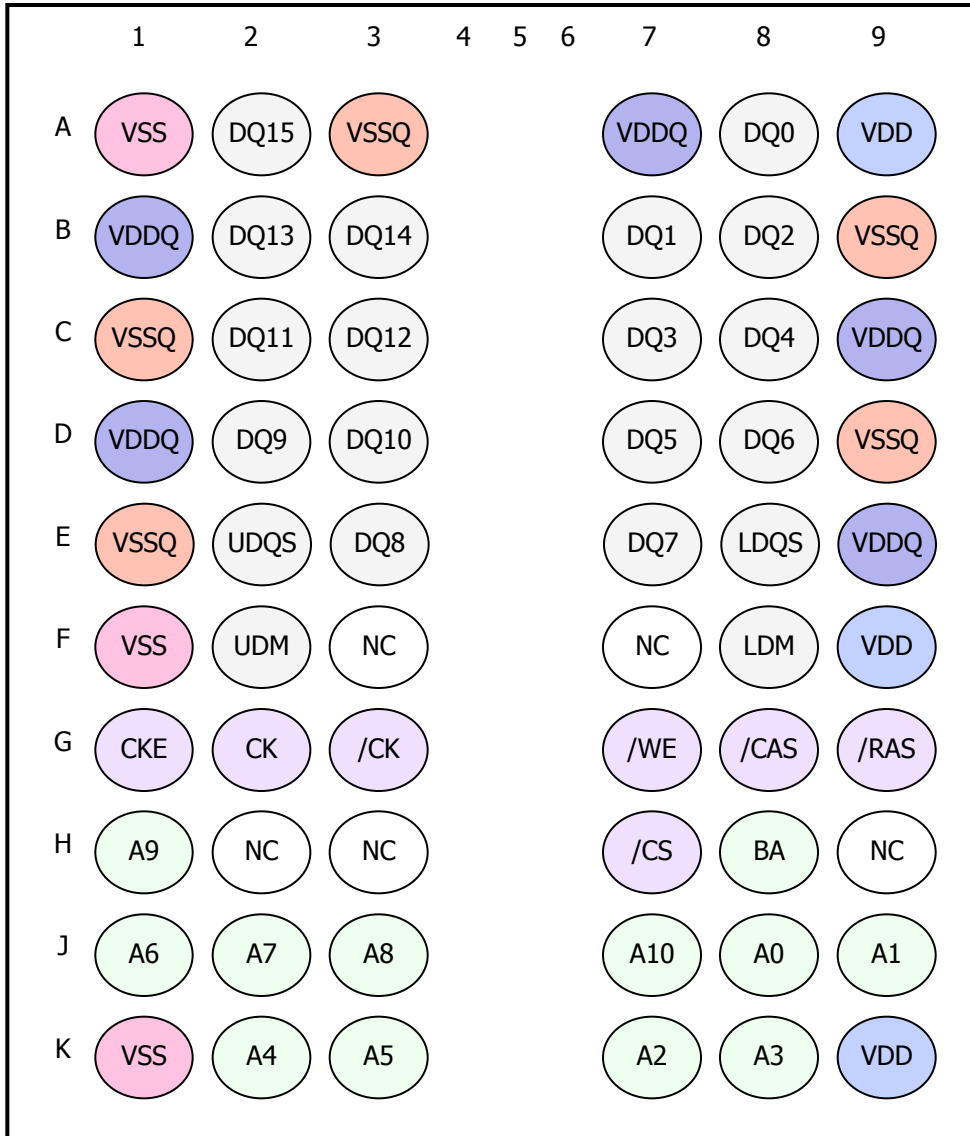 1 2 3 4 5 6 7 8 9
A VSS DQ15 VSSQ VDDQ DQ0 VDD
B VDDQ DQ13 DQ14 DQ1 DQ2 VSSQ
C VSSQ DQ11 DQ12 DQ3 DQ4 VDDQ
D VDDQ DQ9 DQ10 DQ5 DQ6 VSSQ
E VSSQ UDQS DQ8 DQ7 LDQS VDDQ
F VSS UDM NC NC LDM VDD
G CKE CK /CK /WE /CAS /RAS
H A9 NC NC /CS BA NC
J A6 A7 A8 A10 A0 A1
K VSS A4 A5 A2 A3 VDD